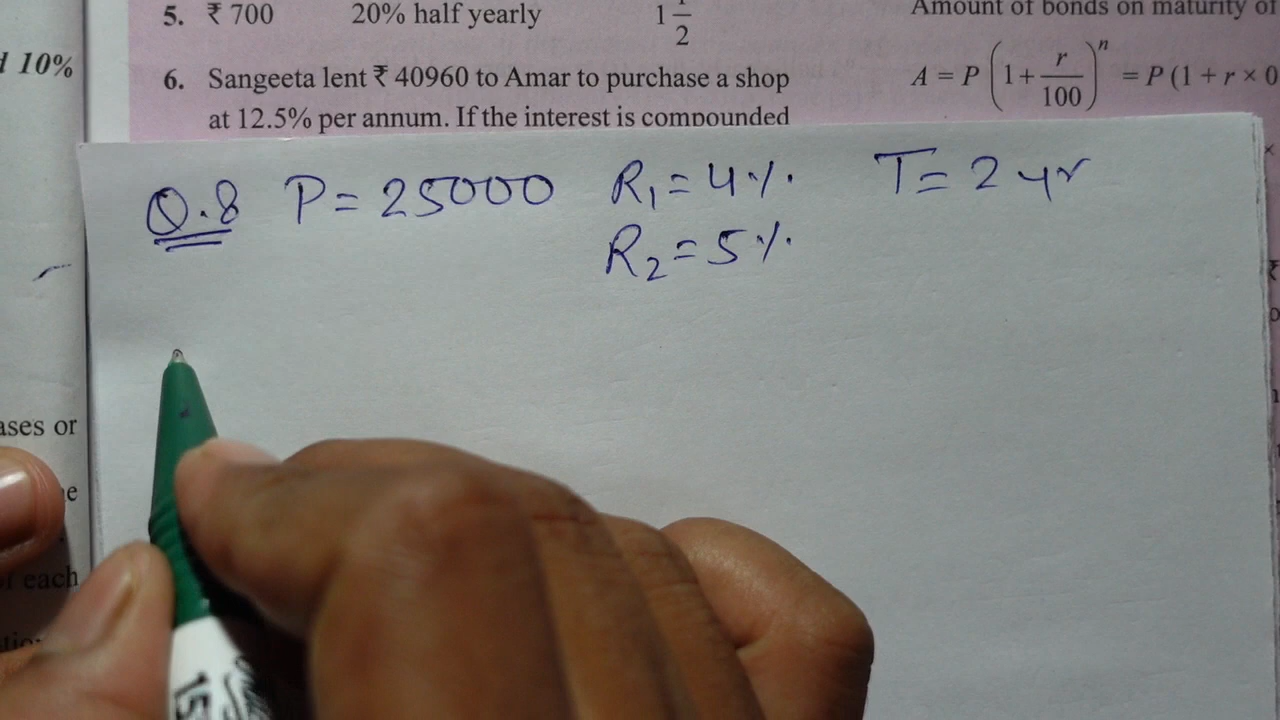 5. ₹ 700 20% half yearly 1 1/2
6. Sangeeta lent ₹ 40960 to Amar to purchase a shop
at 12.5% per annum. If the interest is compounded
Amount of bonds on maturity of
A = P (1 + r/100)^n = P (1 + r × 0
10%
Q.8 P = 25000 R₁ = 4% T = 2 yr
R₂ = 5%
ases or
each
15